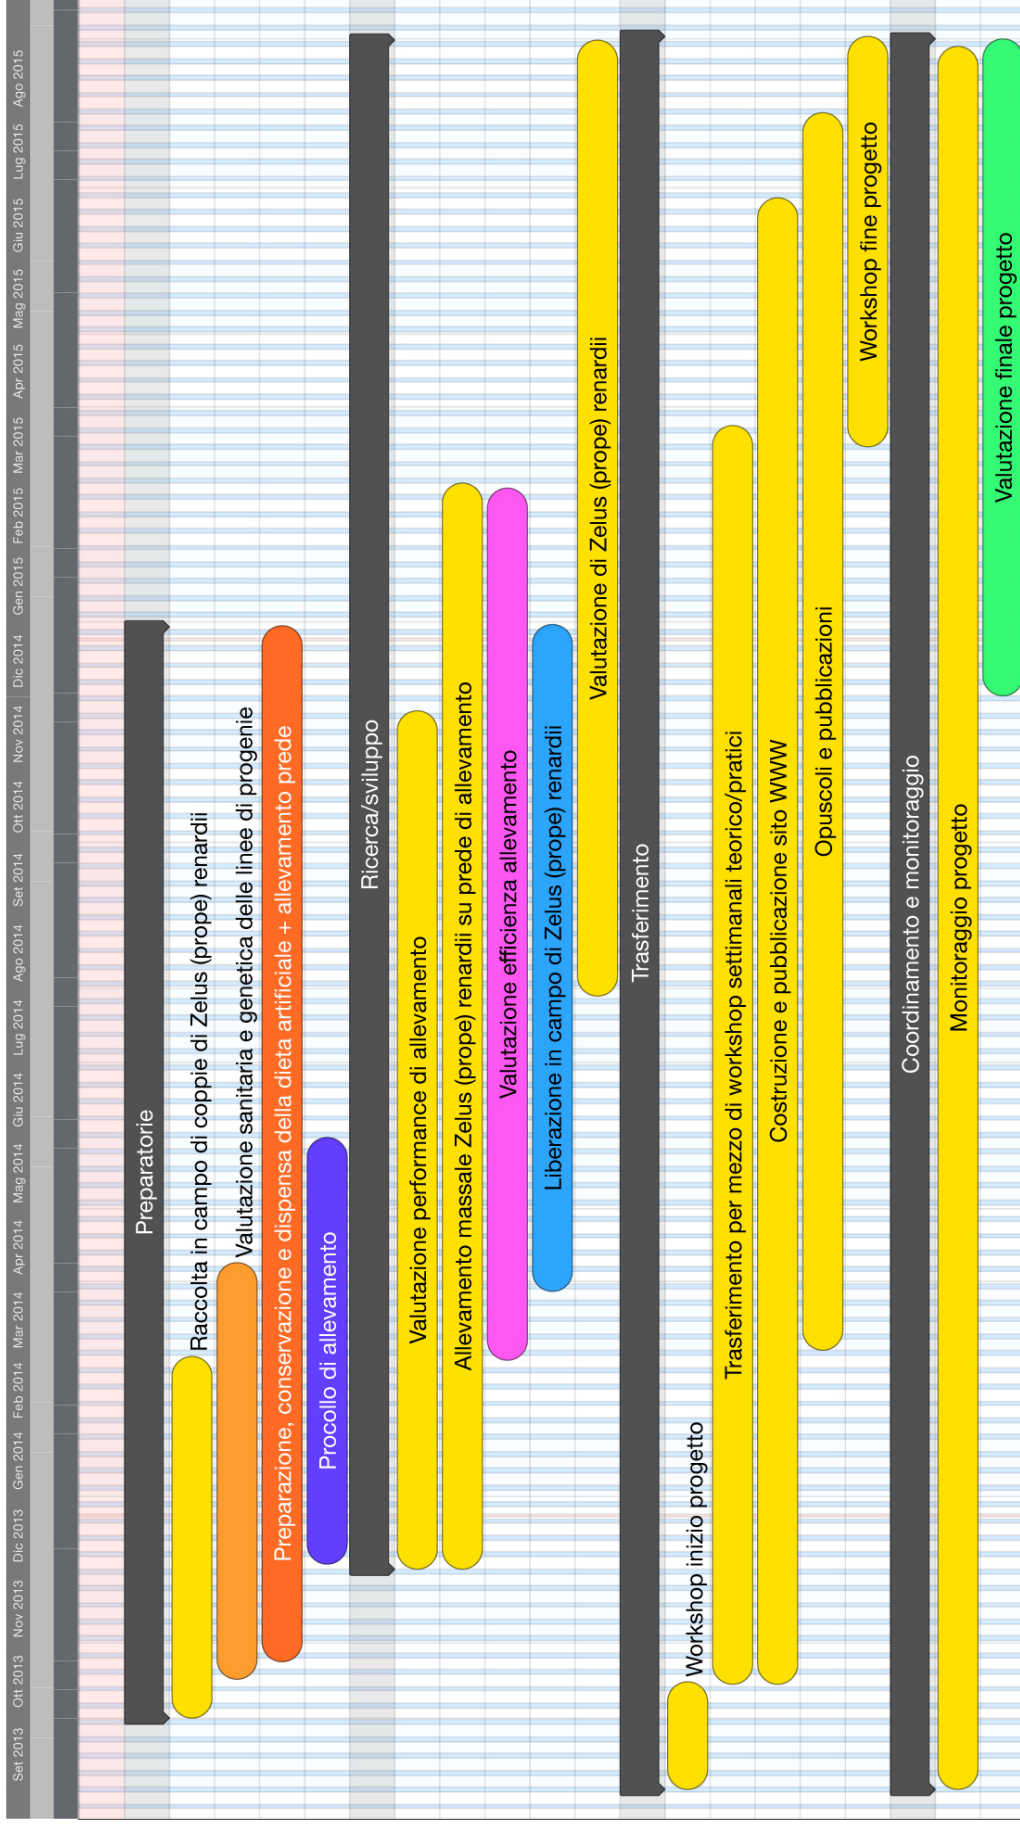 Set 2013 Ott 2013 Nov 2013 Dic 2013 Gen 2014 Feb 2014 Mar 2014 Apr 2014 Mag 2014 Giu 2014 Lug 2014 Ago 2014 Set 2014 Ott 2014 Nov 2014 Dic 2014 Gen 2015 Feb 2015 Mar 2015 Apr 2015 Mag 2015 Giu 2015 Lug 2015 Ago 2015
Preparatorie
Raccolta in campo di coppie di Zelus (prope) renardii
Valutazione sanitaria e genetica delle linee di progenie
Preparazione, conservazione e dispensa della dieta artificiale + allevamento prede
Procollo di allevamento
Ricerca/sviluppo
Valutazione performance di allevamento
Allevamento massale Zelus (prope) renardii su prede di allevamento
Valutazione efficienza allevamento
Liberazione in campo di Zelus (prope) renardii
Valutazione di Zelus (prope) renardii
Trasferimento
Workshop inizio progetto
Trasferimento per mezzo di workshop settimanali teorico/pratici
Costruzione e pubblicazione sito WWW
Opuscoli e pubblicazioni
Workshop fine progetto
Coordinamento e monitoraggio
Monitoraggio progetto
Valutazione finale progetto